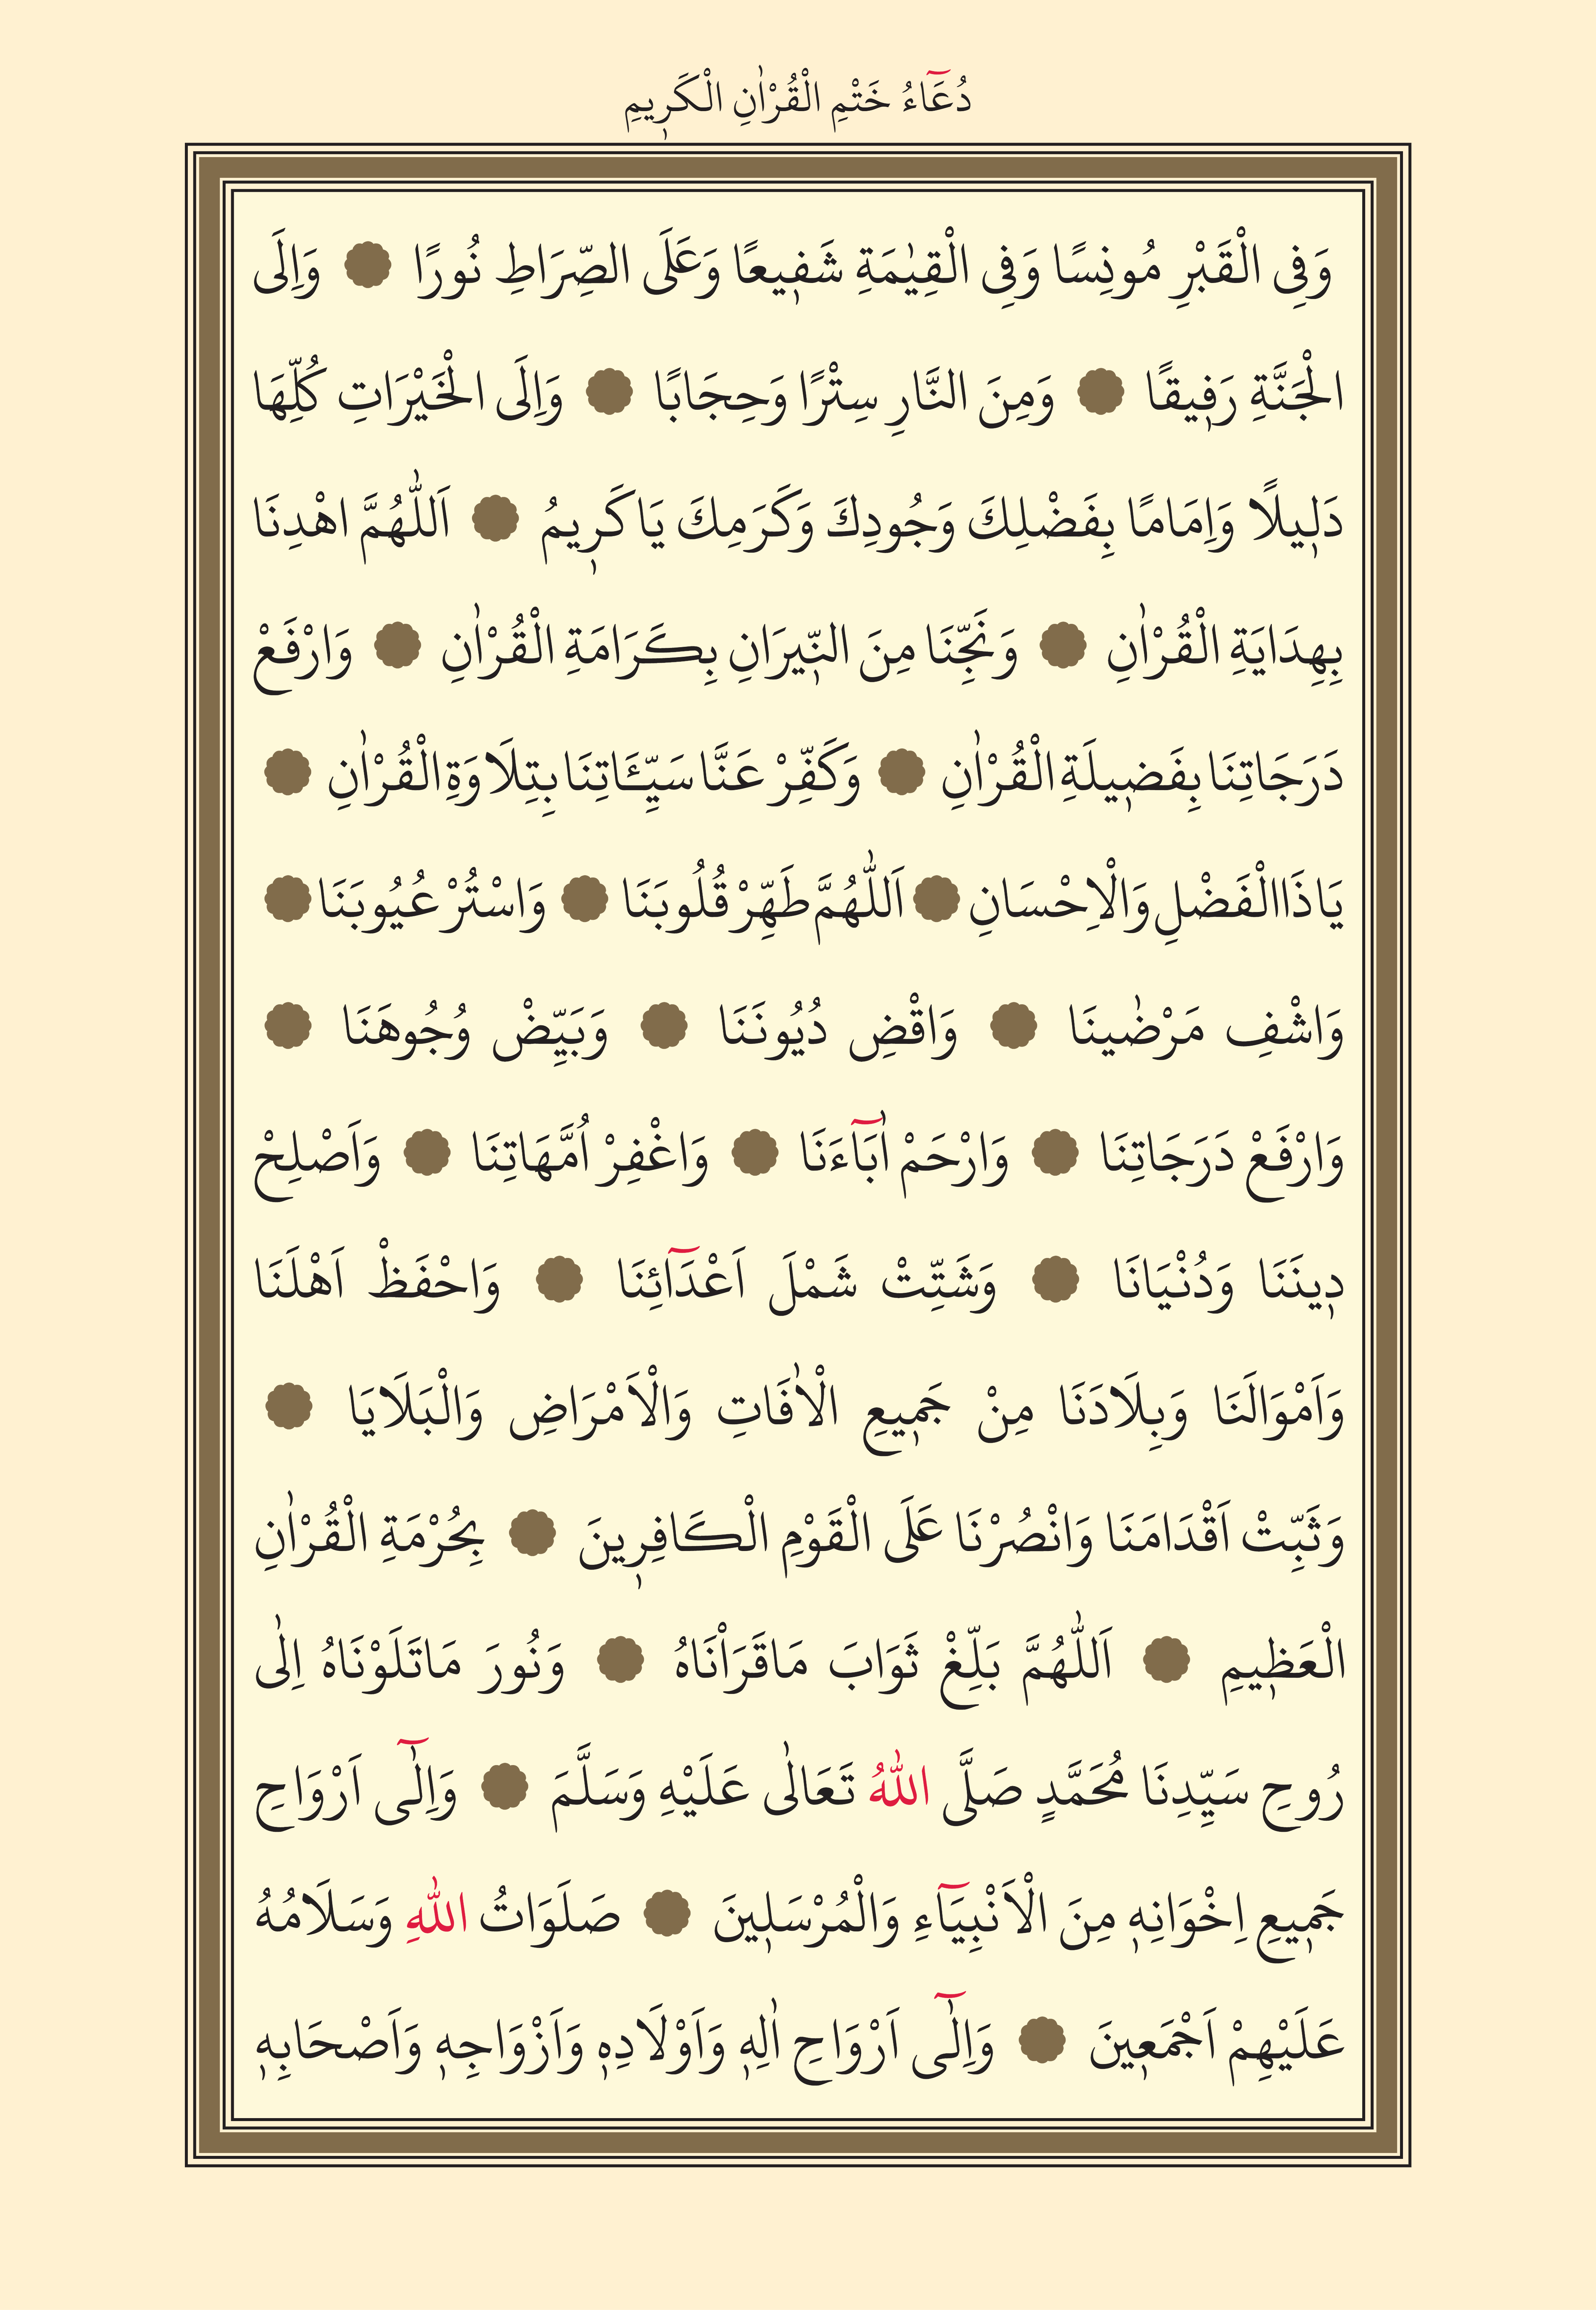 دُعَٓاءُ خَتْمِ الْقُرْاٰنِ الْكَرٖيمِ
وَفِى الْقَبْرِ مُونِسًا وَفِى الْقِيٰمَةِ شَفٖيعًا وَعَلَى الصِّرَاطِ نُورًا ۞ وَاِلَى
الْجَنَّةِ رَفٖيقًا ۞ وَمِنَ النَّارِ سِتْرًا وَحِجَابًا ۞ وَاِلَى الْخَيْرَاتِ كُلِّهَا
دَلٖيلًا وَاِمَامًا بِفَضْلِكَ وَجُودِكَ وَكَرَمِكَ يَا كَرٖيمُ ۞ اَللّٰهُمَّ اهْدِنَا
بِهِدَايَةِ الْقُرْاٰنِ ۞ وَنَجِّنَا مِنَ النّٖيرَانِ بِكَرَامَةِ الْقُرْاٰنِ ۞ وَارْفَعْ
دَرَجَاتِنَا بِفَضٖيلَةِ الْقُرْاٰنِ ۞ وَكَفِّرْ عَنَّا سَيِّـَٔاتِنَا بِتِلَاوَةِ الْقُرْاٰنِ ۞
يَا ذَا الْفَضْلِ وَالْاِحْسَانِ ۞ اَللّٰهُمَّ طَهِّرْ قُلُوبَنَا ۞ وَاسْتُرْ عُيُوبَنَا ۞
وَاشْفِ مَرْضٰينَا ۞ وَاقْضِ دُيُونَنَا ۞ وَبَيِّضْ وُجُوهَنَا ۞
وَارْفَعْ دَرَجَاتِنَا ۞ وَارْحَمْ اٰبَٓاءَنَا ۞ وَاغْفِرْ اُمَّهَاتِنَا ۞ وَاَصْلِحْ
دٖينَنَا وَدُنْيَانَا ۞ وَشَتِّتْ شَمْلَ اَعْدَٓائِنَا ۞ وَاحْفَظْ اَهْلَنَا
وَاَمْوَالَنَا وَبِلَادَنَا مِنْ جَمٖيعِ الْاٰفَاتِ وَالْاَمْرَاضِ وَالْبَلَايَا ۞
وَثَبِّتْ اَقْدَامَنَا وَانْصُرْنَا عَلَى الْقَوْمِ الْكَافِرٖينَ ۞ بِحُرْمَةِ الْقُرْاٰنِ
الْعَظٖيمِ ۞ اَللّٰهُمَّ بَلِّغْ ثَوَابَ مَاقَرَاْنَاهُ ۞ وَنُورَ مَاتَلَوْنَاهُ اِلٰى
رُوحِ سَيِّدِنَا مُحَمَّدٍ صَلَّى اللّٰهُ تَعَالٰى عَلَيْهِ وَسَلَّمَ ۞ وَاِلٰٓى اَرْوَاحِ
جَمٖيعِ اِخْوَانِهٖ مِنَ الْاَنْبِيَٓاءِ وَالْمُرْسَلٖينَ ۞ صَلَوَاتُ اللّٰهِ وَسَلَامُهُ
عَلَيْهِمْ اَجْمَعٖينَ ۞ وَاِلٰٓى اَرْوَاحِ اٰلِهٖ وَاَوْلَادِهٖ وَاَزْوَاجِهٖ وَاَصْحَابِهٖ